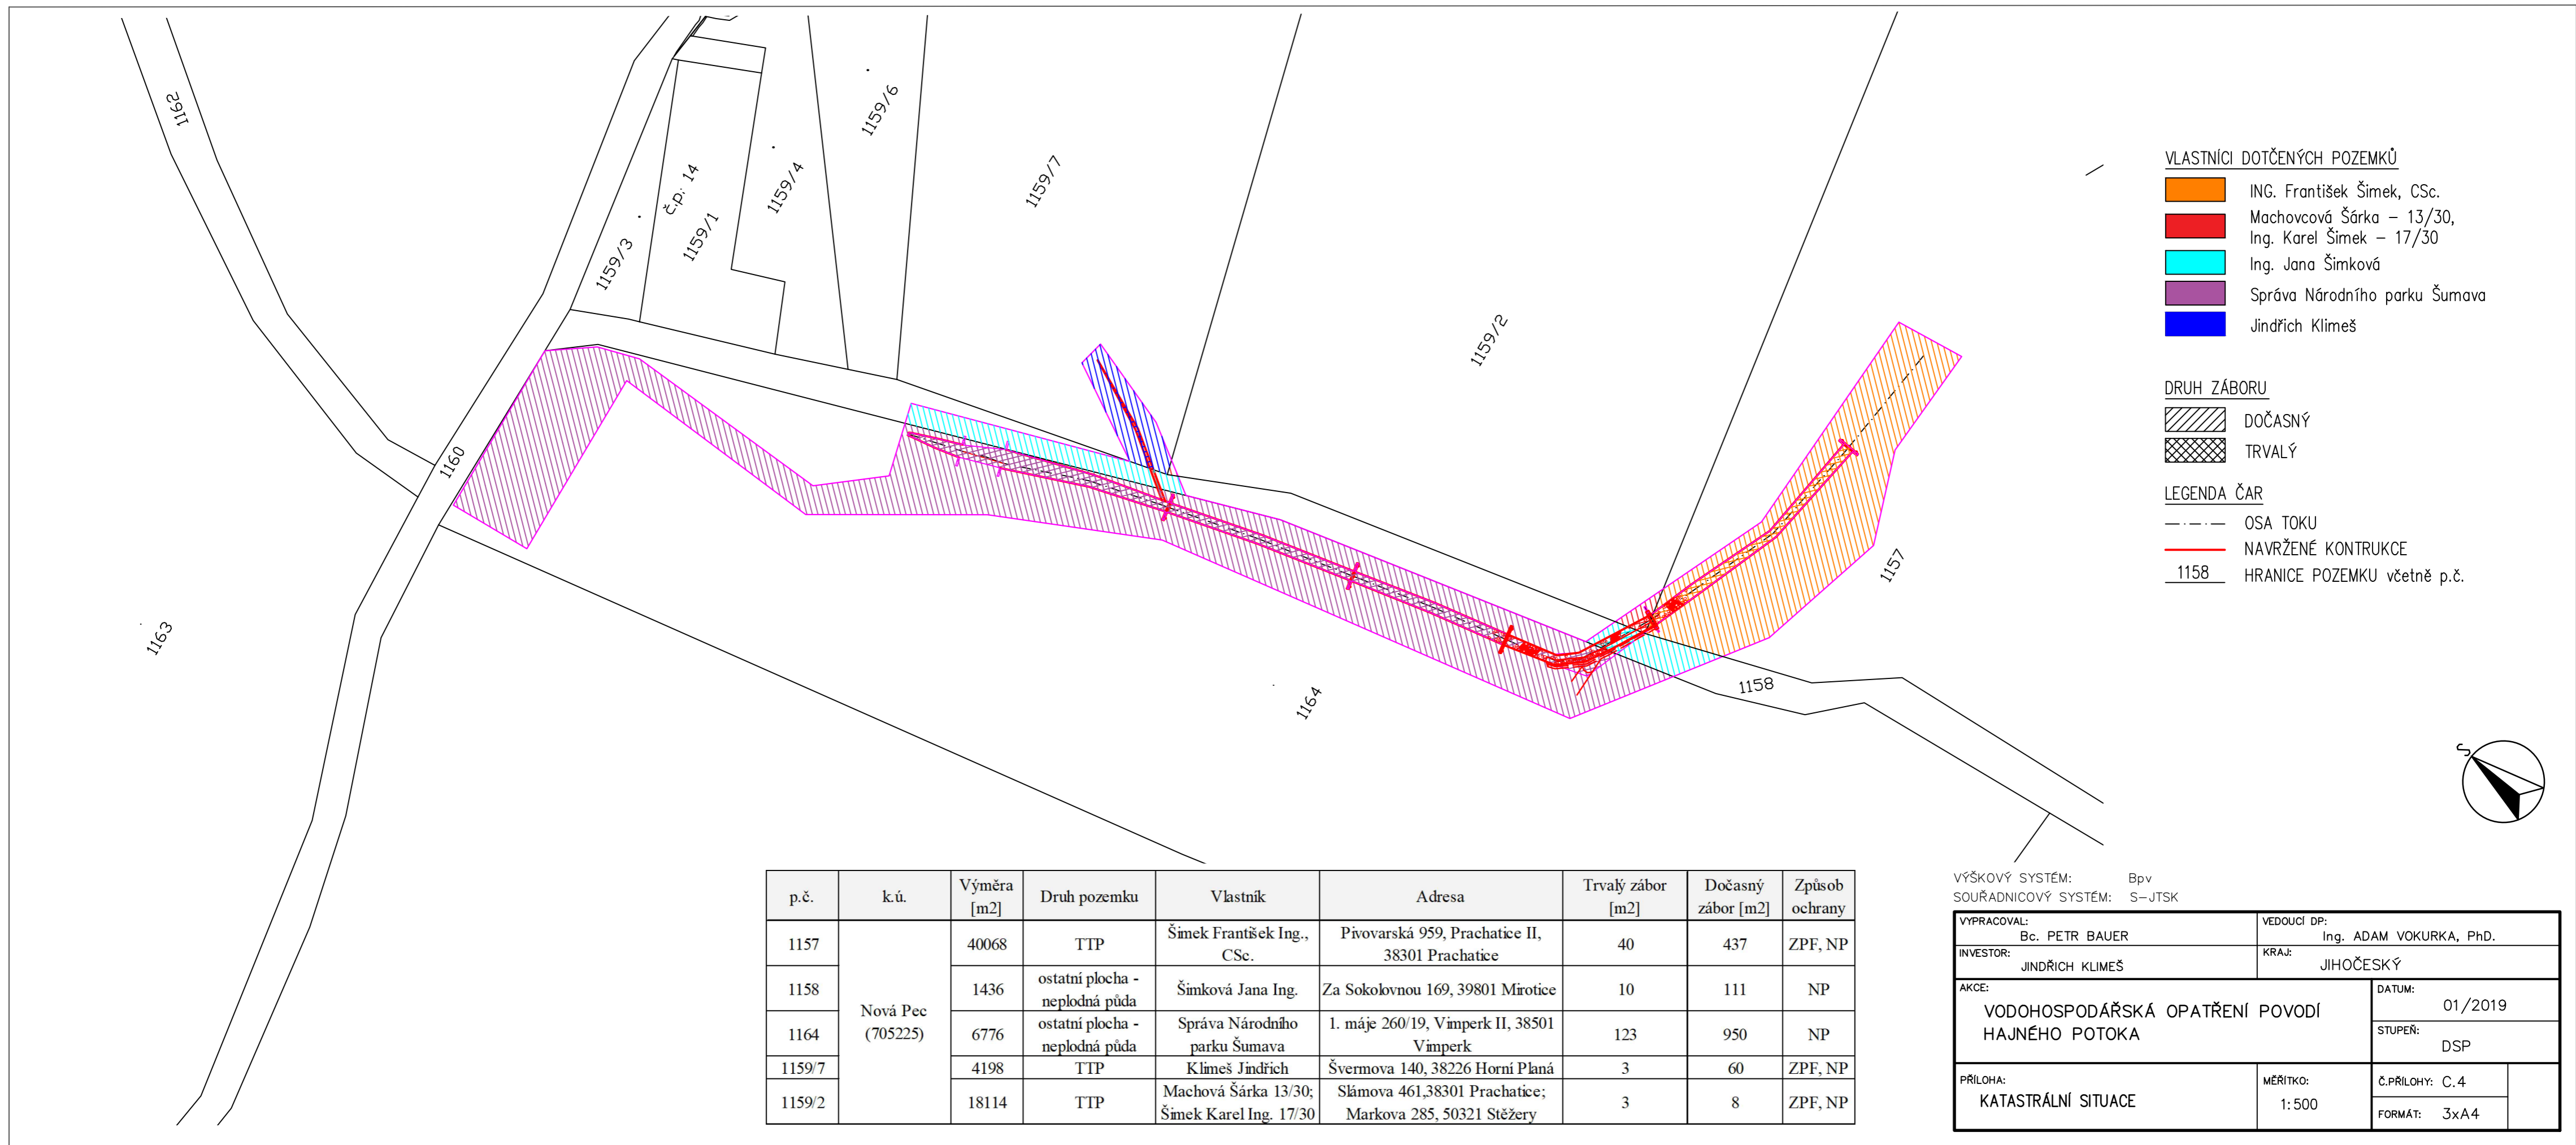 1162
1160
1163
1159/3
č.p.: 14
1159/1
1159/4
1159/6
1159/7
1159/2
1157
1158
1164
VLASTNÍCI DOTČENÝCH POZEMKŮ
ING. František Šimek, CSc.
Machovcová Šárka – 13/30,
Ing. Karel Šimek – 17/30
Ing. Jana Šimková
Správa Národního parku Šumava
Jindřich Klimeš
DRUH ZÁBORU
DOČASNÝ
TRVALÝ
LEGENDA ČAR
OSA TOKU
NAVRŽENÉ KONTRUKCE
1158 HRANICE POZEMKU včetně p.č.
S
p.č. k.ú. Výměra [m2] Druh pozemku Vlastník Adresa Trvalý zábor [m2] Dočasný zábor [m2] Způsob ochrany
Nová Pec (705225)
1157 40068 TTP Šimek František Ing., CSc. Pivovarská 959, Prachatice II, 38301 Prachatice 40 437 ZPF, NP
1158 1436 ostatní plocha - neplodná půda Šimková Jana Ing. Za Sokolovnou 169, 39801 Mirotice 10 111 NP
1164 6776 ostatní plocha - neplodná půda Správa Národního parku Šumava 1. máje 260/19, Vimperk II, 38501 Vimperk 123 950 NP
1159/7 4198 TTP Klimeš Jindřich Švermova 140, 38226 Horní Planá 3 60 ZPF, NP
1159/2 18114 TTP Machová Šárka 13/30; Šimek Karel Ing. 17/30 Slámova 461,38301 Prachatice; Markova 285, 50321 Stěžery 3 8 ZPF, NP
VÝŠKOVÝ SYSTÉM: Bpv
SOUŘADNICOVÝ SYSTÉM: S-JTSK
VYPRACOVAL:
Bc. PETR BAUER
VEDOUCÍ DP:
Ing. ADAM VOKURKA, PhD.
INVESTOR:
JINDŘICH KLIMEŠ
KRAJ:
JIHOČESKÝ
AKCE:
VODOHOSPODÁŘSKÁ OPATŘENÍ POVODÍ
HAJNÉHO POTOKA
DATUM:
01/2019
STUPEŇ:
DSP
PŘÍLOHA:
KATASTRÁLNÍ SITUACE
MĚŘÍTKO:
1:500
Č.PŘÍLOHY: C.4
FORMÁT: 3xA4